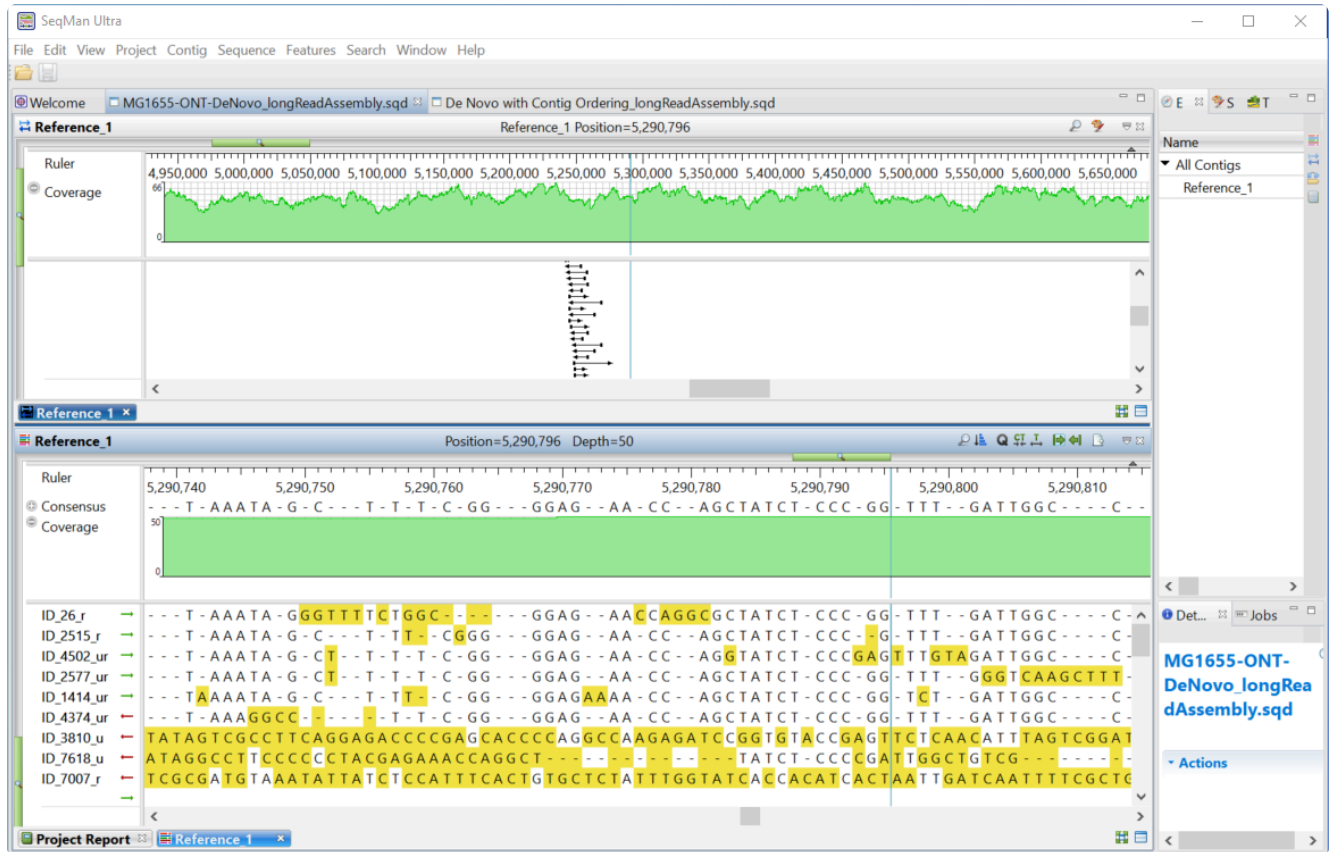 SeqMan Ultra
File Edit View Project Contig Sequence Features Search Window Help
Welcome MG1655-ONT-DeNovo_longReadAssembly.sqd De Novo with Contig Ordering_longReadAssembly.sqd E S T
Reference_1 Reference_1 Position=5,290,796
Name
Ruler
4,950,000 5,000,000 5,050,000 5,100,000 5,150,000 5,200,000 5,250,000 5,300,000 5,350,000 5,400,000 5,450,000 5,500,000 5,550,000 5,600,000 5,650,000
All Contigs
Coverage 66
Reference_1
0
Reference_1
Reference_1 Position=5,290,796 Depth=50
Ruler
5,290,740 5,290,750 5,290,760 5,290,770 5,290,780 5,290,790 5,290,800 5,290,810
Consensus - - - T - A A A T A - G - C - - - T - T - T - C - G G - - - G G A G - - A A - C C - - A G C T A T C T - C C C - G G - T T T - - G A T T G G C - - - - C - -
Coverage 50
0
ID_26_r - - - T - A A A T A - G G G T T T T C T G G C - - - - - - - G G A G - - A A C C A G G C G C T A T C T - C C C - G G - T T T - - G A T T G G C - - - - C -
ID_2515_r - - - T - A A A T A - G - C - - - T - T T - - C G G G - - - G G A G - - A A - C C - - A G C T A T C T - C C C - - G - T T T - - G A T T G G C - - - - C -
ID_4502_ur - - - T - A A A T A - G - C T - - T - T - T - C - G G - - - G G A G - - A A - C C - - A G G T A T C T - C C C G A G T T T G T A G A T T G G C - - - - C -
ID_2577_ur - - - T - A A A T A - G - C T - - T - T - T - C - G G - - - G G A G - - A A - C C - - A G C T A T C T - C C C - G G - T T T - - G G G T C A A G C T T T -
ID_1414_ur - - - T A A A A T A - G - C - - - T - T T - - C - G G - - - G G A G A A A A - C C - - A G C T A T C T - C C C - G G - T C T - - G A T T G G C - - - - C -
ID_4374_ur - - - T - A A A G G C C - - - - - - T - T - C - G G - - - G G A G - - A A - C C - - A G C T A T C T - C C C - G G - T T T - - G A T T G G C - - - - C -
ID_3810_u T A T A G T C G C C T T C A G G A G A C C C C G A G C A C C C C A G G C C A A G A G A T C C G G T G T A C C G A G T T C T C A A C A T T T A G T C G G A T
ID_7618_u A T A G G C C T T C C C C C C T A C G A G A A A C C A G G C T - - - - - - - - - - - - - - - T A T C T - C C C C G A T T G G C T G T C G - - - - - - - -
ID_7007_r T C G C G A T G T A A A T A T T A T C T C C A T T T C A C T G T G C T C T A T T T G G T A T C A C C A C A T C A C T A A T T G A T C A A T T T T C G C T G
Det... Jobs
MG1655-ONT-
DeNovo_longRea
dAssembly.sqd
Actions
Project Report Reference_1